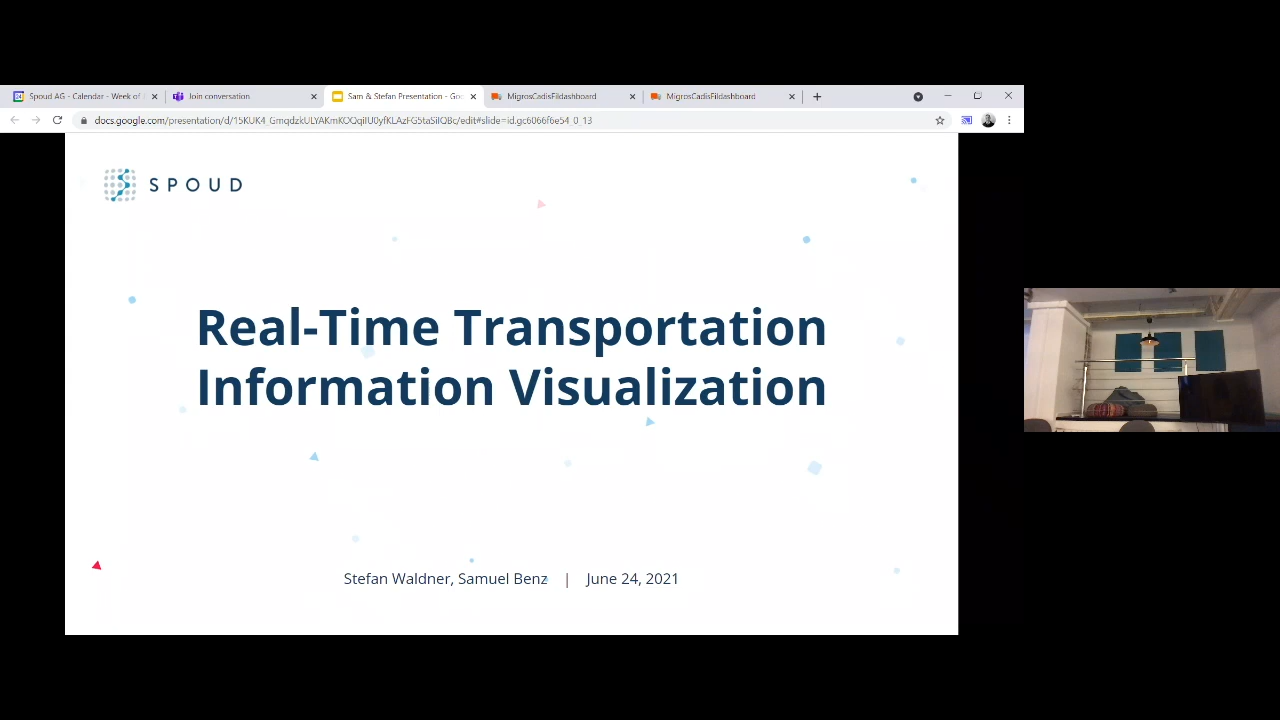 Spoud AG - Calendar - Week of
Join conversation
Sam & Stefan Presentation - Goo
MigrosCadisFildashboard
MigrosCadisFildashboard
SPOUD
Real-Time Transportation
Information Visualization
Stefan Waldner, Samuel Benz | June 24, 2021